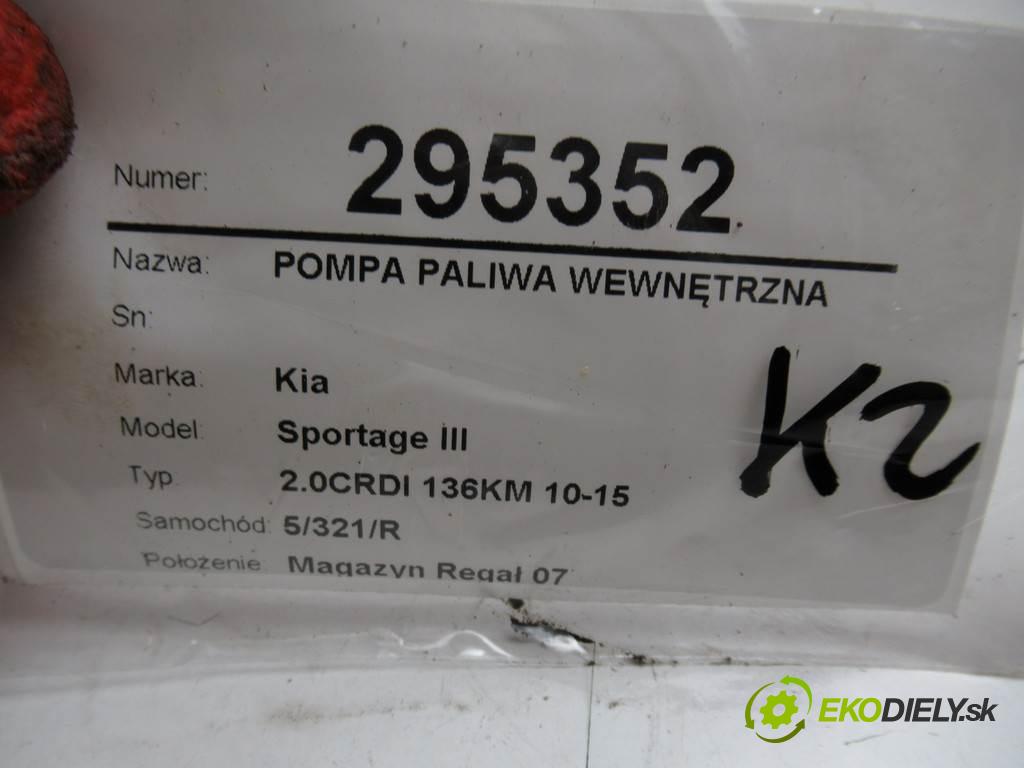 Numer: 295352
Nazwa: POMPA PALIWA WEWNĘTRZNA
Sn:
Marka: Kia
Model: Sportage III
Typ 2.0CRDI 136KM 10-15
Samochód: 5/321/R
Położenie Magazyn Regał 07
K2
EKODIELY.sk